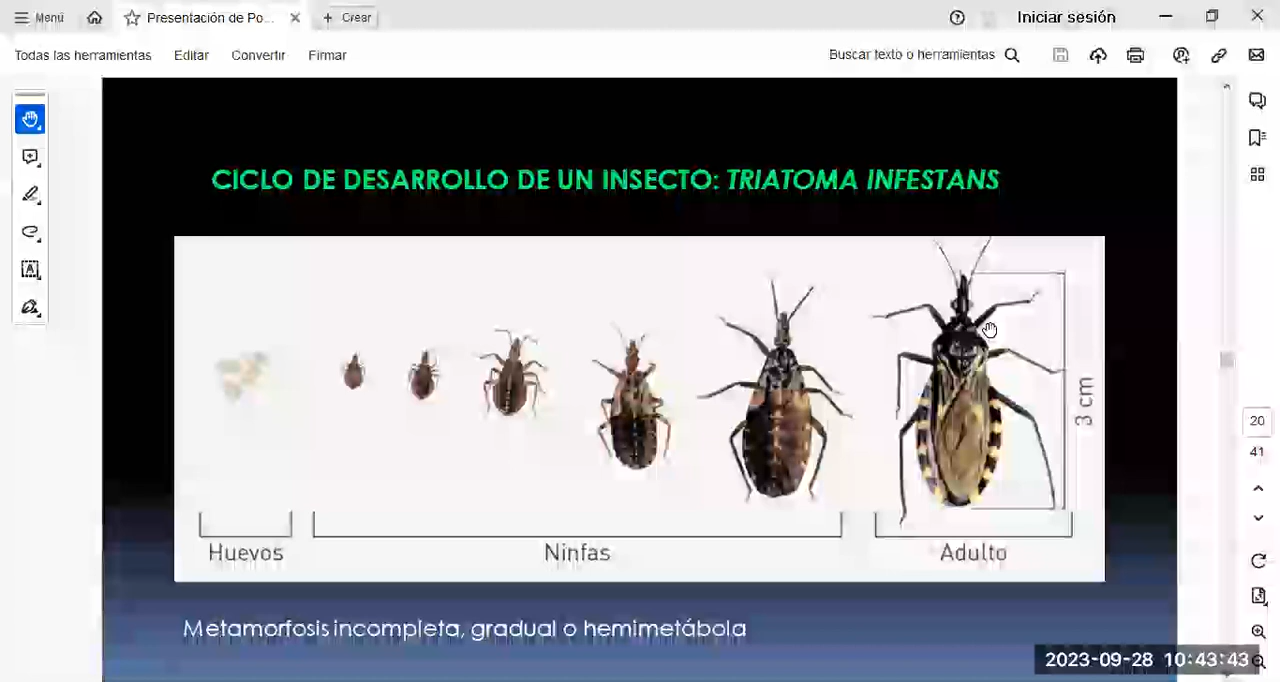 Menú
Presentación de Po...
Crear
Iniciar sesión
Todas las herramientas
Editar
Convertir
Firmar
Buscar texto o herramientas
CICLO DE DESARROLLO DE UN INSECTO: TRIATOMA INFESTANS
3 cm
Huevos
Ninfas
Adulto
Metamorfosis incompleta, gradual o hemimetábola
20
41
2023-09-28 10:43:43